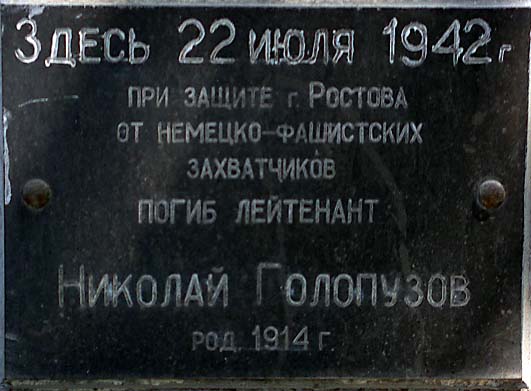 Здесь 22 июля 1942 г
при защите г. Ростова
от немецко-фашистских
захватчиков
погиб лейтенант
Николай Голопузов
род. 1914 г.